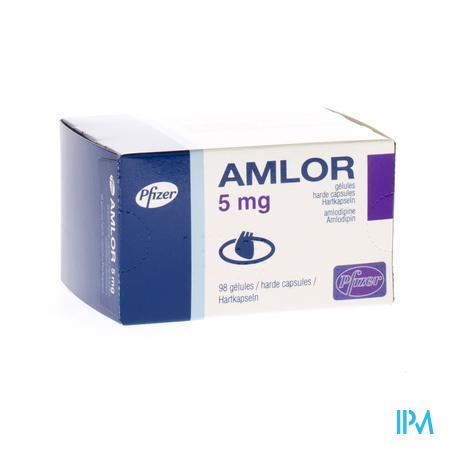 Pfizer
AMLOR
5 mg
gélules
harde capsules
Hartkapseln
amlodipine
Amlodipin
98 gélules / harde capsules /
Hartkapseln
Pfizer
AMLOR 5 mg
IPM